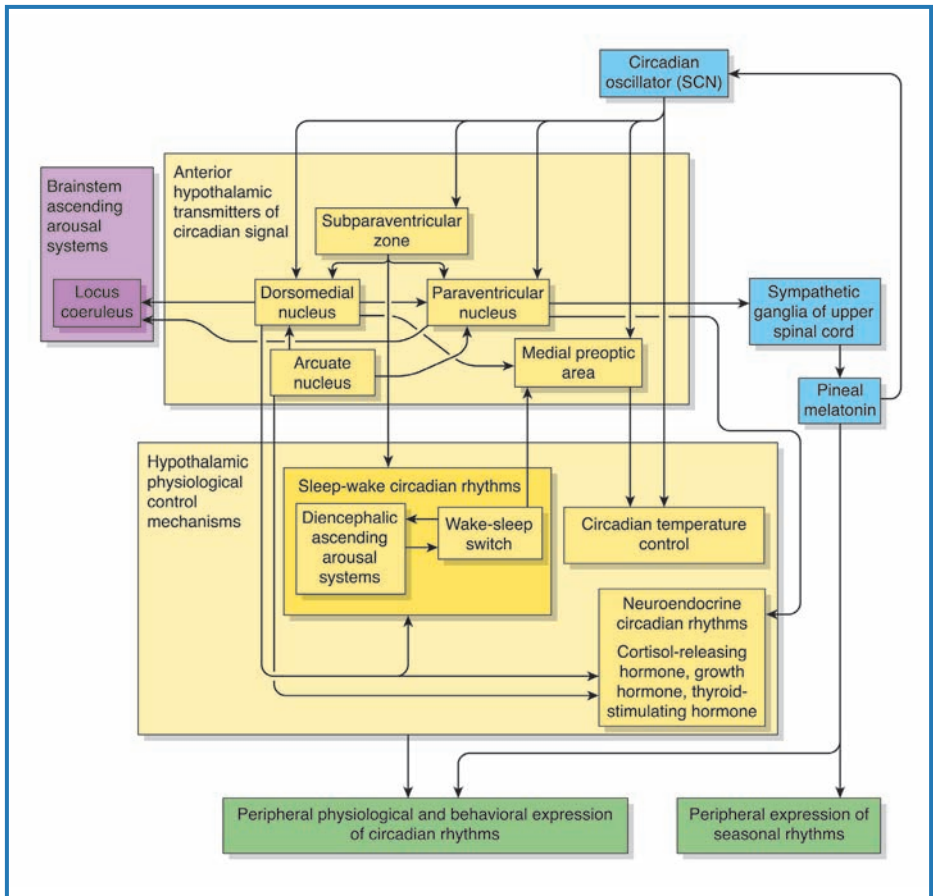 Circadian
oscillator (SCN)
Anterior
hypothalamic
transmitters of
circadian signal
Brainstem
ascending
arousal
systems
Subparaventricular
zone
Locus
coeruleus
Dorsomedial
nucleus
Paraventricular
nucleus
Sympathetic
ganglia of upper
spinal cord
Arcuate
nucleus
Medial preoptic
area
Pineal
melatonin
Hypothalamic
physiological
control
mechanisms
Sleep-wake circadian rhythms
Diencephalic
ascending
arousal
systems
Wake-sleep
switch
Circadian temperature
control
Neuroendocrine
circadian rhythms
Cortisol-releasing
hormone, growth
hormone, thyroid-
stimulating hormone
Peripheral physiological and behavioral expression
of circadian rhythms
Peripheral expression of
seasonal rhythms